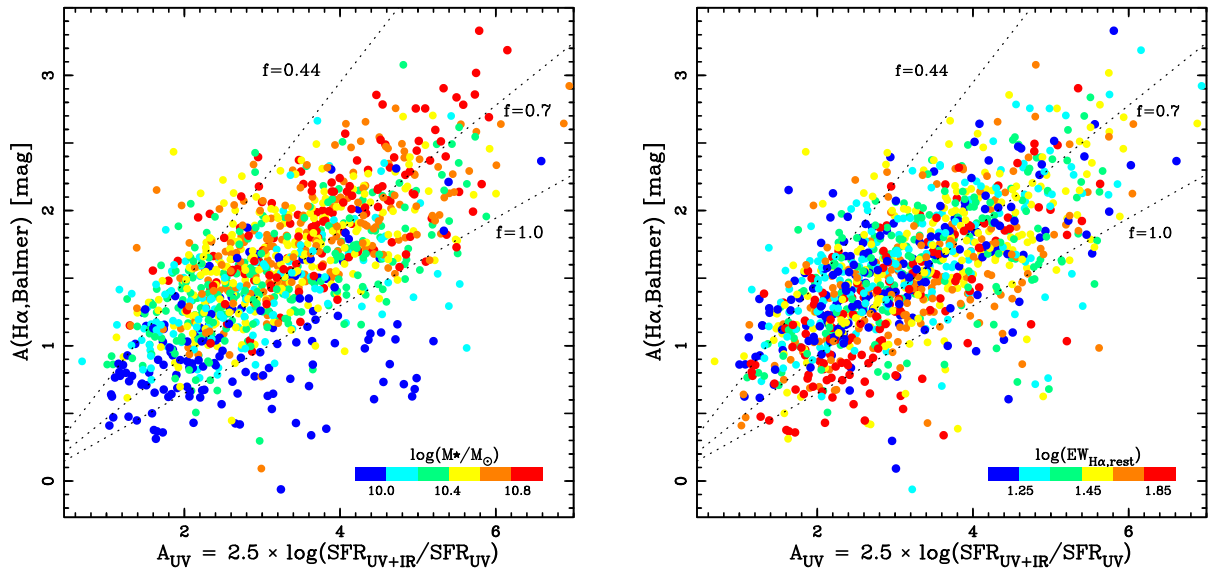 A(Hα,Balmer) [mag]
3
2
1
0
f=0.44
f=0.7
f=1.0
log(M*/M⊙)
10.0 10.4 10.8
2 4 6
A_UV = 2.5 × log(SFR_UV+IR/SFR_UV)
A(Hα,Balmer) [mag]
3
2
1
0
f=0.44
f=0.7
f=1.0
log(EW_Hα,rest)
1.25 1.45 1.85
2 4 6
A_UV = 2.5 × log(SFR_UV+IR/SFR_UV)